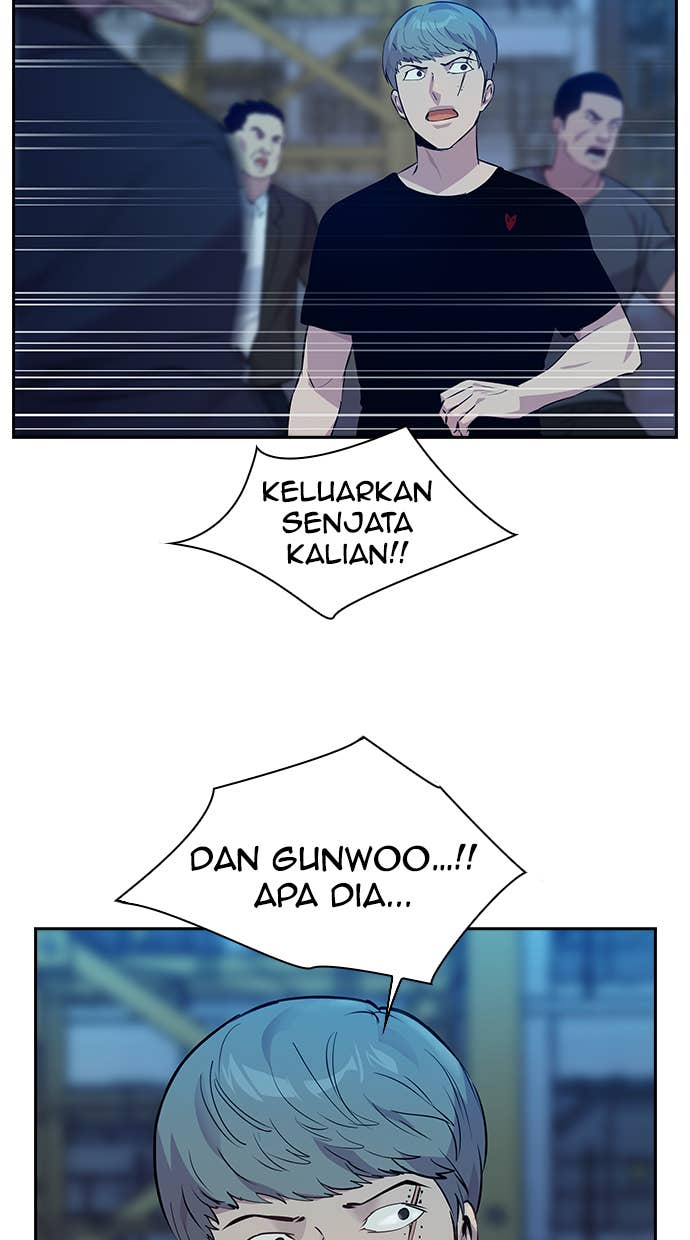 KELUARKAN
SENJATA
KALIAN!!
DAN GUNWOO...!!
APA DIA...